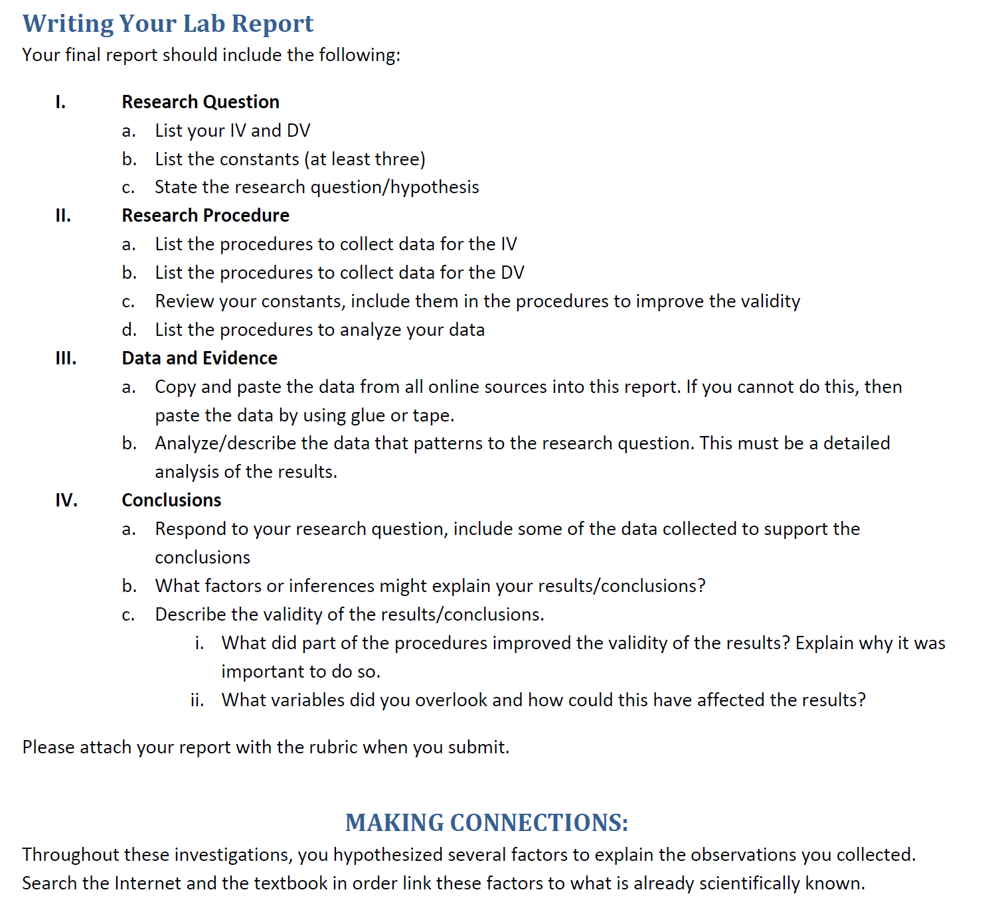 Writing Your Lab Report
Your final report should include the following:
I. Research Question
a. List your IV and DV
b. List the constants (at least three)
c. State the research question/hypothesis
II. Research Procedure
a. List the procedures to collect data for the IV
b. List the procedures to collect data for the DV
c. Review your constants, include them in the procedures to improve the validity
d. List the procedures to analyze your data
III. Data and Evidence
a. Copy and paste the data from all online sources into this report. If you cannot do this, then
paste the data by using glue or tape.
b. Analyze/describe the data that patterns to the research question. This must be a detailed
analysis of the results.
IV. Conclusions
a. Respond to your research question, include some of the data collected to support the
conclusions
b. What factors or inferences might explain your results/conclusions?
c. Describe the validity of the results/conclusions.
i. What did part of the procedures improved the validity of the results? Explain why it was
important to do so.
ii. What variables did you overlook and how could this have affected the results?
Please attach your report with the rubric when you submit.
MAKING CONNECTIONS:
Throughout these investigations, you hypothesized several factors to explain the observations you collected.
Search the Internet and the textbook in order link these factors to what is already scientifically known.